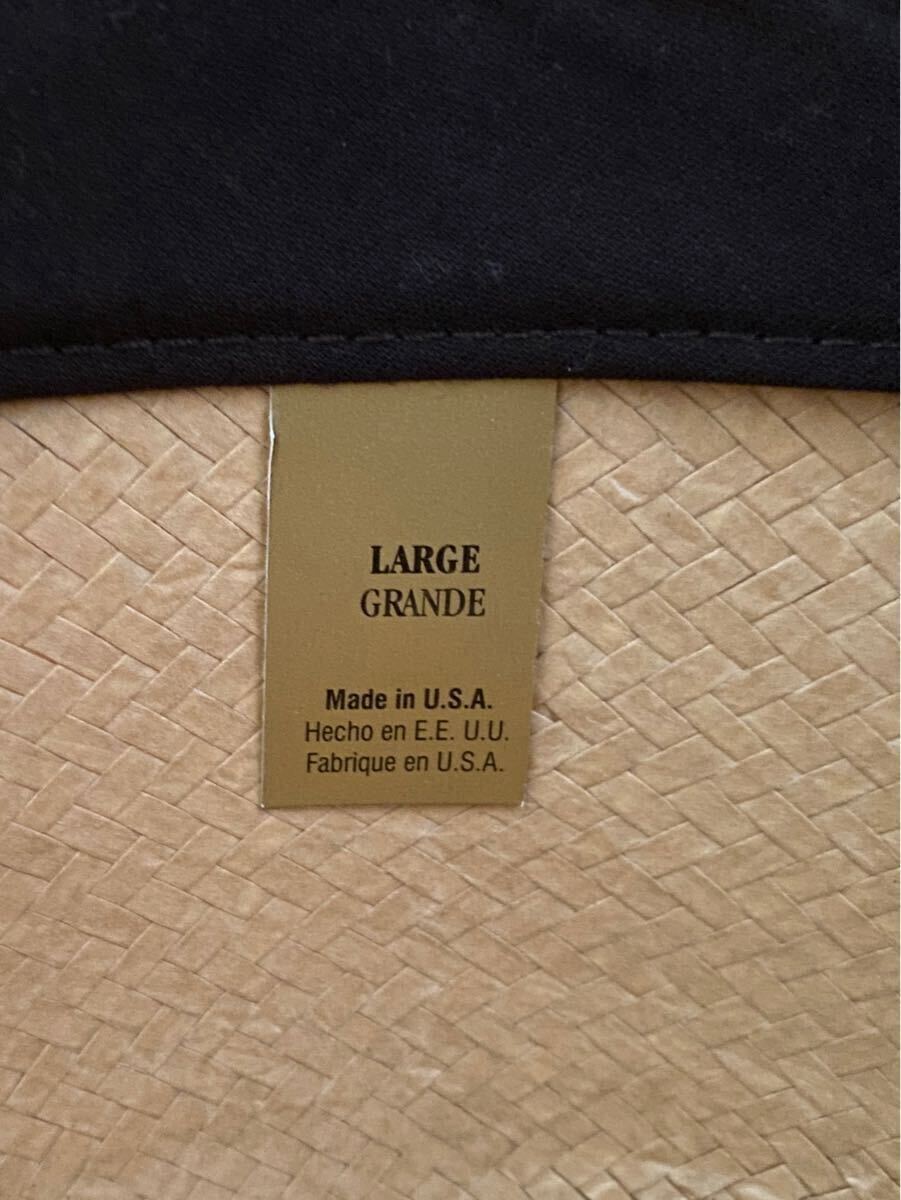 LARGE
GRANDE
Made in U.S.A.
Hecho en E.E. U.U.
Fabrique en U.S.A.